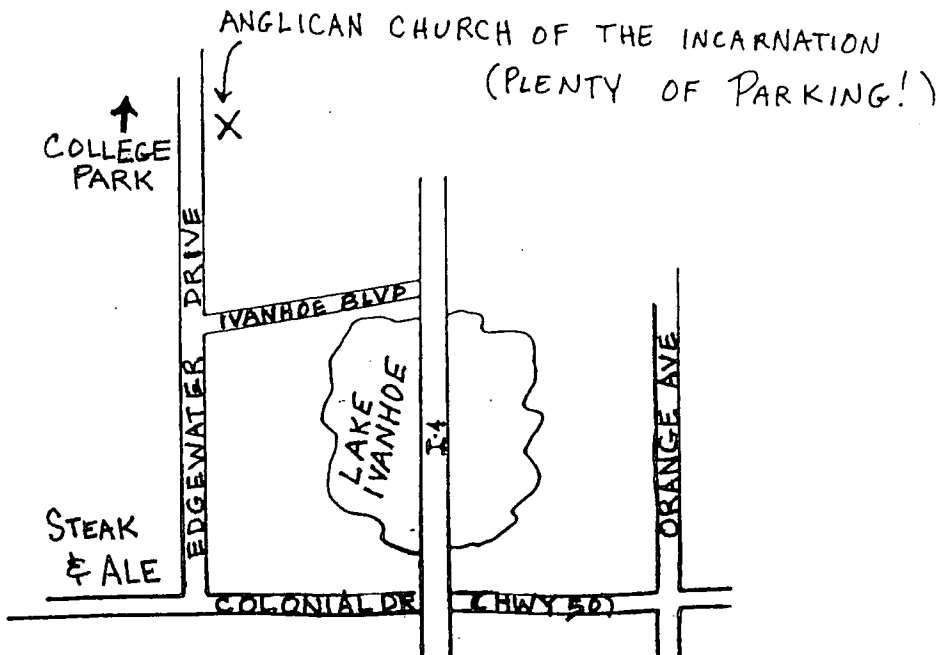 ANGLICAN CHURCH OF THE INCARNATION
(PLENTY OF PARKING!)
X
COLLEGE
PARK
EDGEWATER DRIVE
IVANHOE BLVD
LAKE
IVANHOE
I-4
ORANGE AVE
STEAK
& ALE
COLONIAL DR (HWY 50)